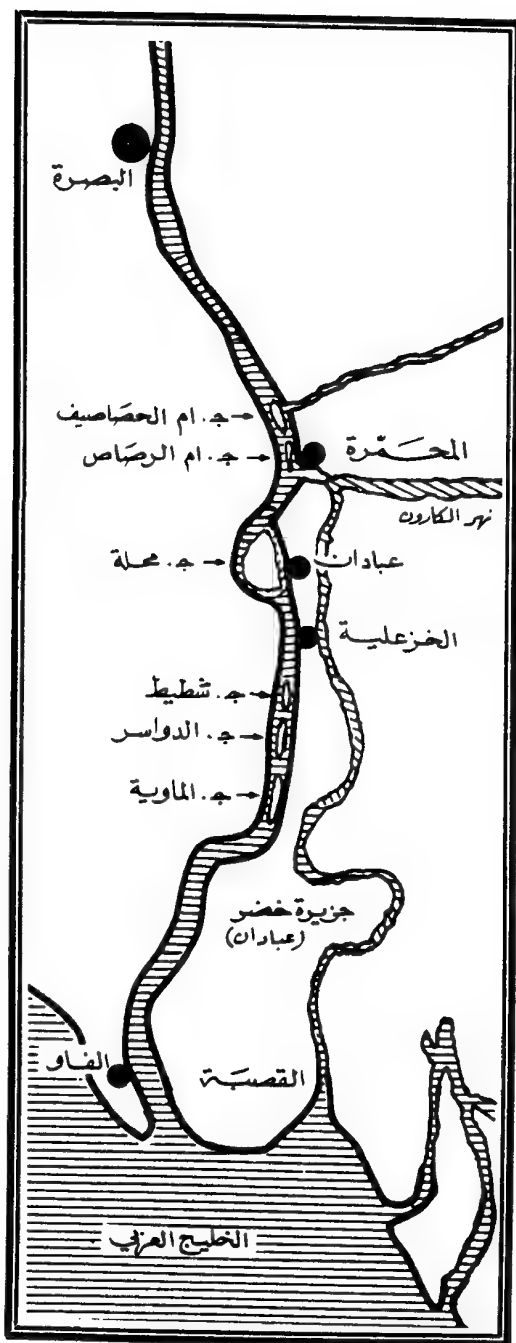 البصرة
ج. ام الحصاصيف
ج. ام الرصاص
المحمّرة
نهر الكارون
ج. محلة
عبادان
الخزعلية
ج. شطيط
ج. الدواسر
ج. الماوية
جزيرة خضر
(عبادان)
الفاو
القصبة
الخليج العربي